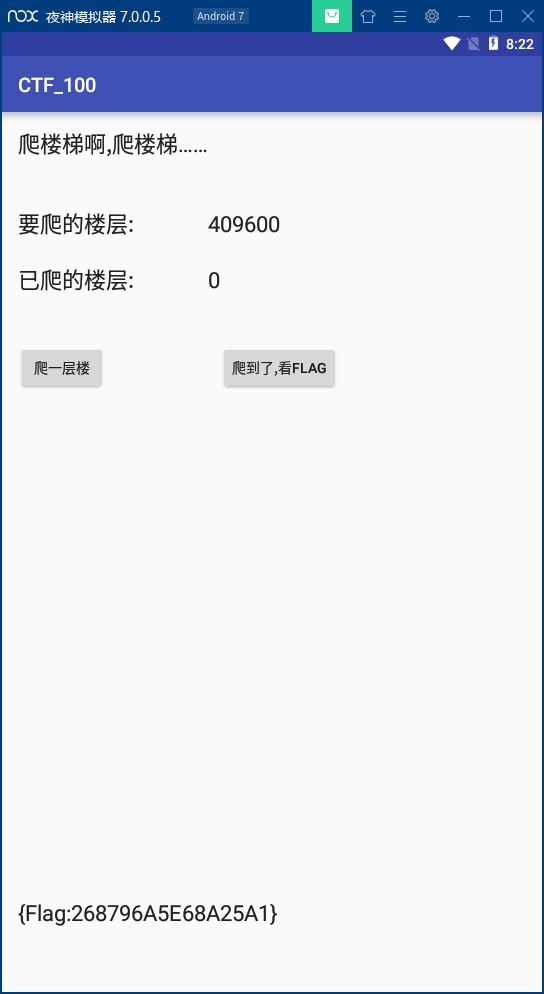 nox 夜神模拟器 7.0.0.5 Android 7
8:22
CTF_100
爬楼梯啊,爬楼梯......
要爬的楼层: 409600
已爬的楼层: 0
爬一层楼 爬到了,看FLAG
{Flag:268796A5E68A25A1}